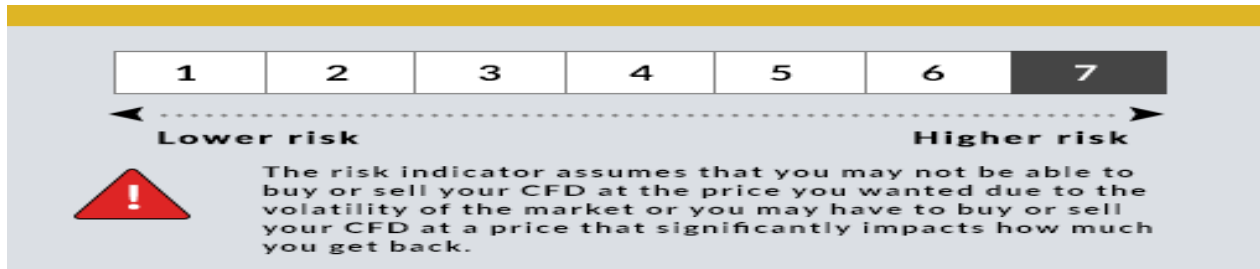 1 2 3 4 5 6 7
Lower risk Higher risk
The risk indicator assumes that you may not be able to
buy or sell your CFD at the price you wanted due to the
volatility of the market or you may have to buy or sell
your CFD at a price that significantly impacts how much
you get back.